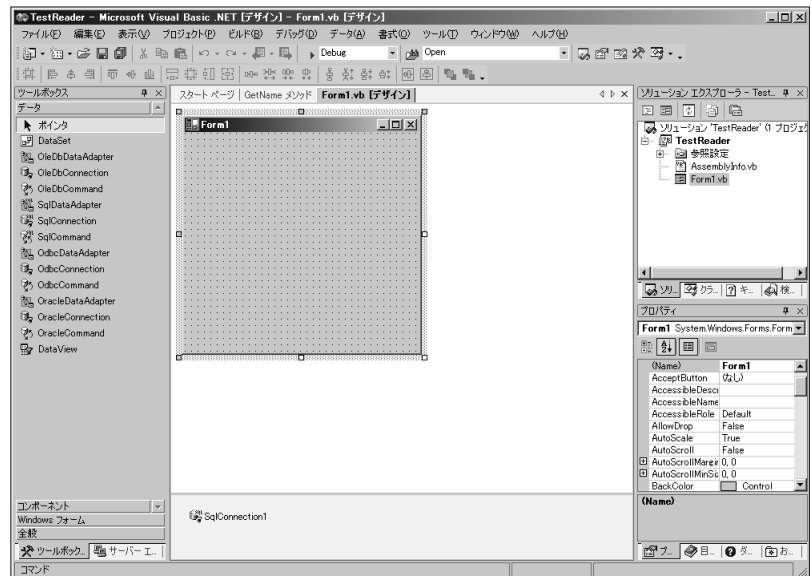 TestReader - Microsoft Visual Basic .NET [デザイン] - Form1.vb [デザイン]
ファイル(F) 編集(E) 表示(V) プロジェクト(P) ビルド(B) デバッグ(D) データ(A) 書式(O) ツール(T) ウィンドウ(W) ヘルプ(H)
Debug Open
ツールボックス
データ
ポインタ
DataSet
OleDbDataAdapter
OleDbConnection
OleDbCommand
SqlDataAdapter
SqlConnection
SqlCommand
OdbcDataAdapter
OdbcConnection
OdbcCommand
OracleDataAdapter
OracleConnection
OracleCommand
DataView
コンポーネント
Windows フォーム
全般
ツールボック... サーバー エ...
コマンド
スタート ページ GetName メソッド Form1.vb [デザイン]
Form1
SqlConnection1
ソリューション エクスプローラ - Test...
ソリューション 'TestReader' (1 プロジェ
TestReader
参照設定
AssemblyInfo.vb
Form1.vb
ソリ... クラ... キ... 検...
プロパティ
Form1 System.Windows.Forms.Form
(Name) Form1
AcceptButton (なし)
AccessibleDescri
AccessibleName
AccessibleRole Default
AllowDrop False
AutoScale True
AutoScroll False
AutoScrollMargin 0, 0
AutoScrollMinSiz 0, 0
BackColor Control
(Name)
プ... 目... ダ... お...